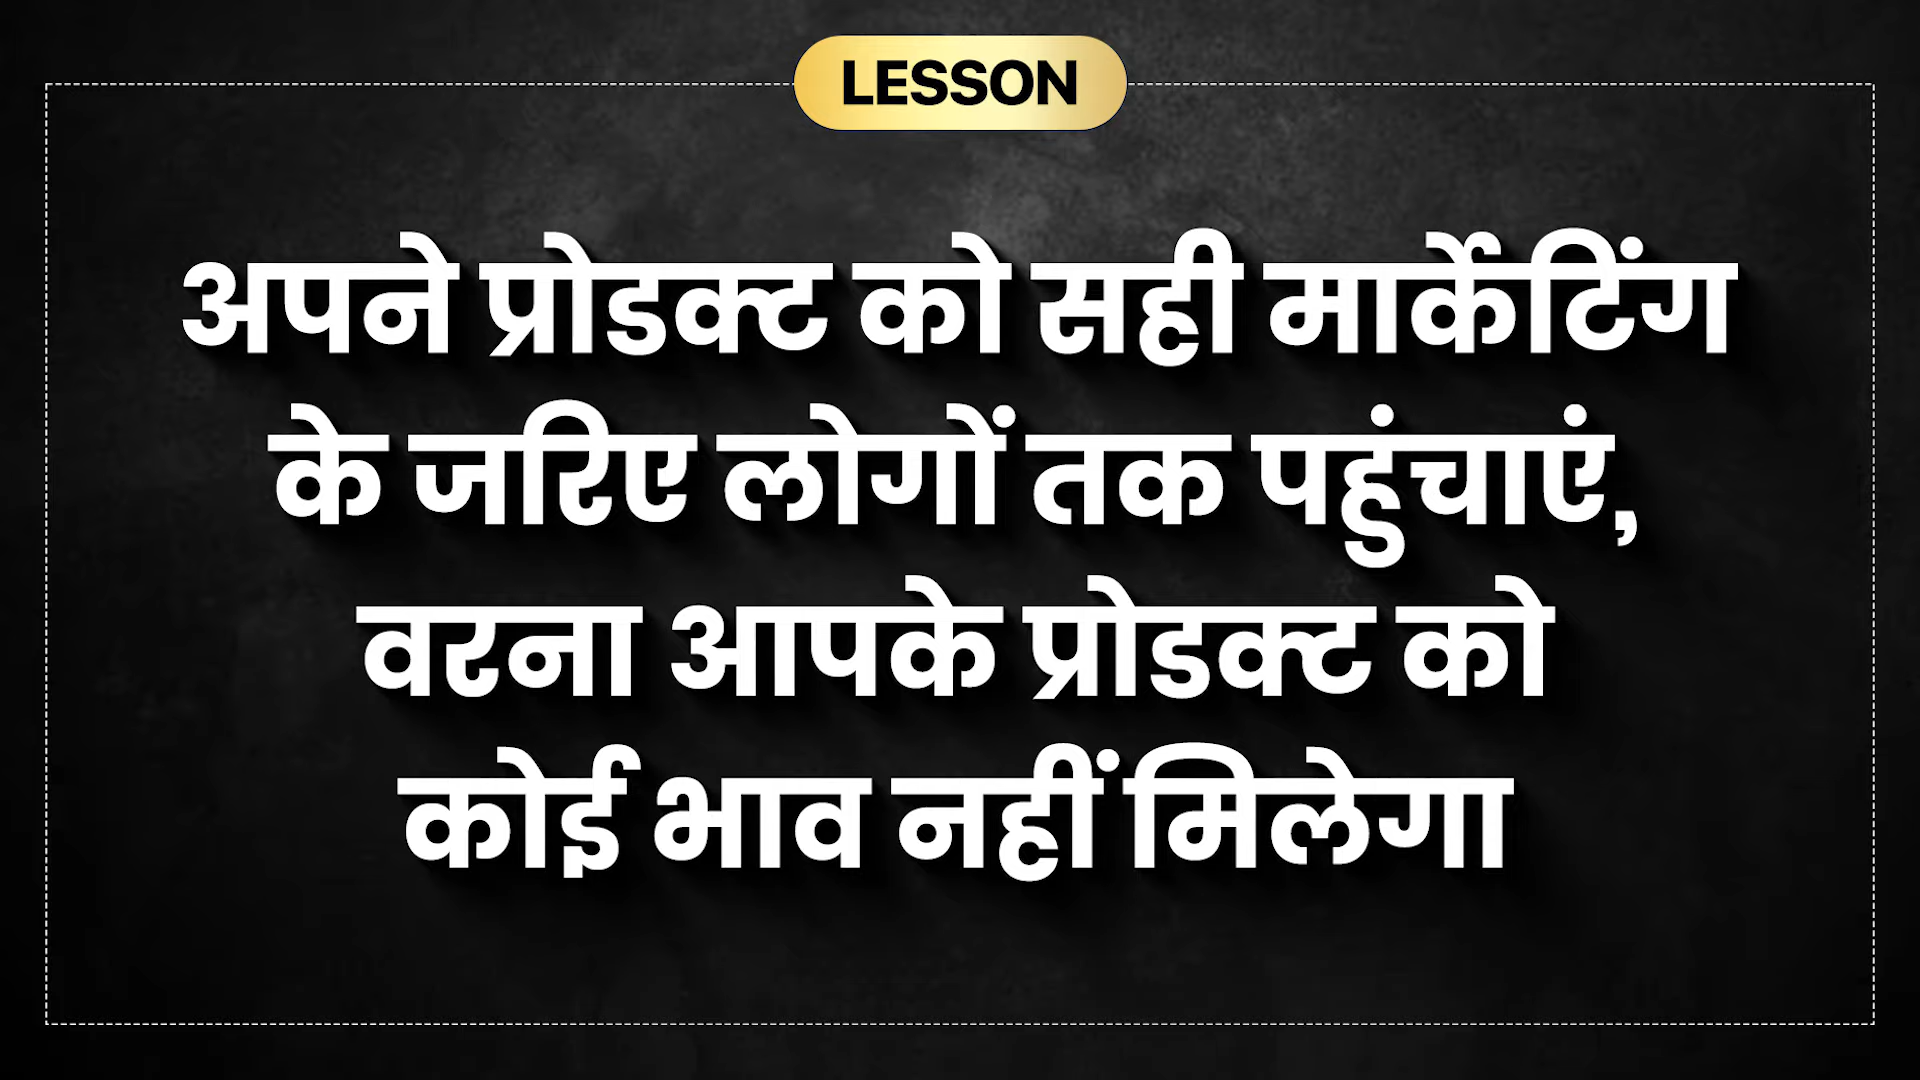 LESSON
अपने प्रोडक्ट को सही मार्केटिंग
के जरिए लोगों तक पहुंचाएं,
वरना आपके प्रोडक्ट को
कोई भाव नहीं मिलेगा